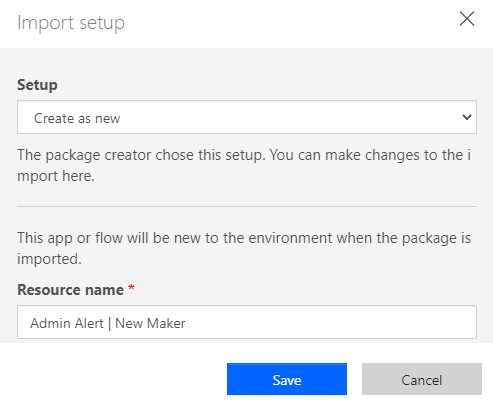 Import setup
Setup
Create as new
The package creator chose this setup. You can make changes to the i
mport here.
This app or flow will be new to the environment when the package is
imported.
Resource name *
Admin Alert | New Maker
Save
Cancel